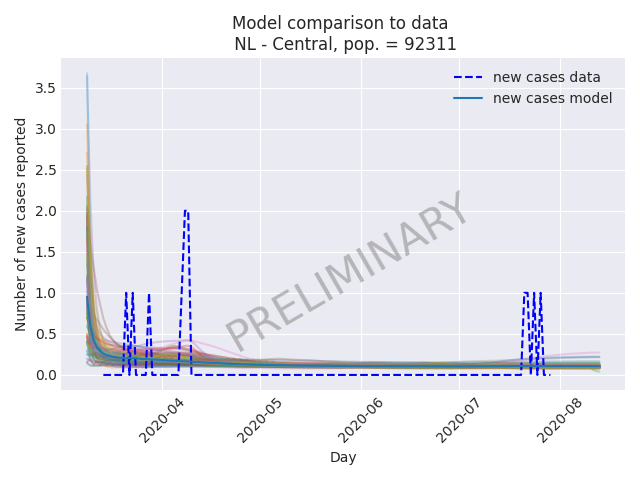 Model comparison to data
NL - Central, pop. = 92311
new cases data
new cases model
Number of new cases reported
3.5
3.0
2.5
2.0
1.5
1.0
0.5
0.0
PRELIMINARY
2020-04
2020-05
2020-06
2020-07
2020-08
Day